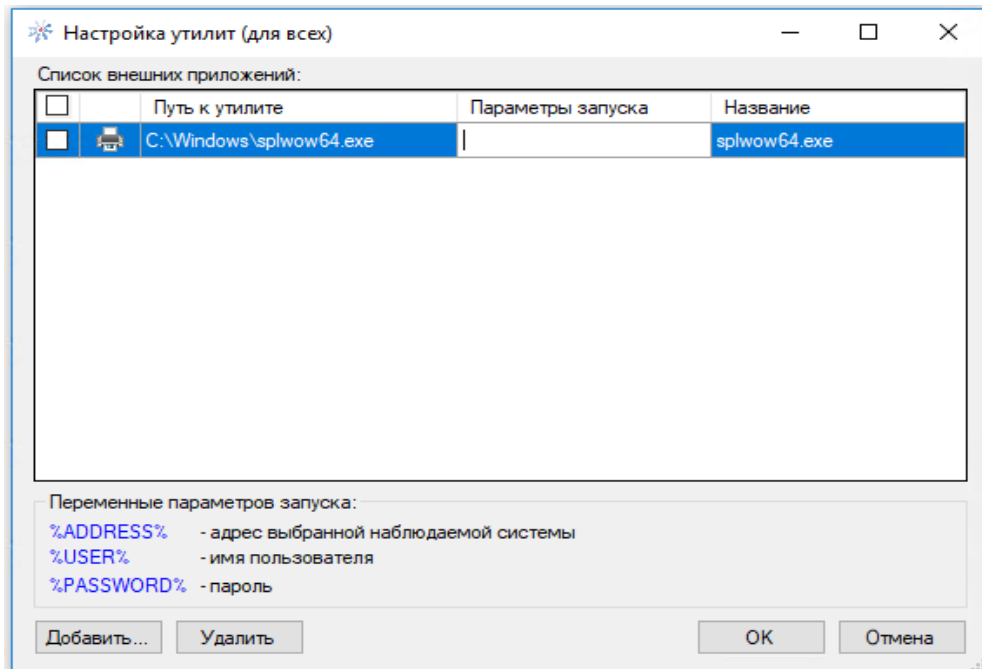 Настройка утилит (для всех)
Список внешних приложений:
Путь к утилите Параметры запуска Название
C:\Windows\splwow64.exe splwow64.exe
Переменные параметров запуска:
%ADDRESS% - адрес выбранной наблюдаемой системы
%USER% - имя пользователя
%PASSWORD% - пароль
Добавить... Удалить OK Отмена